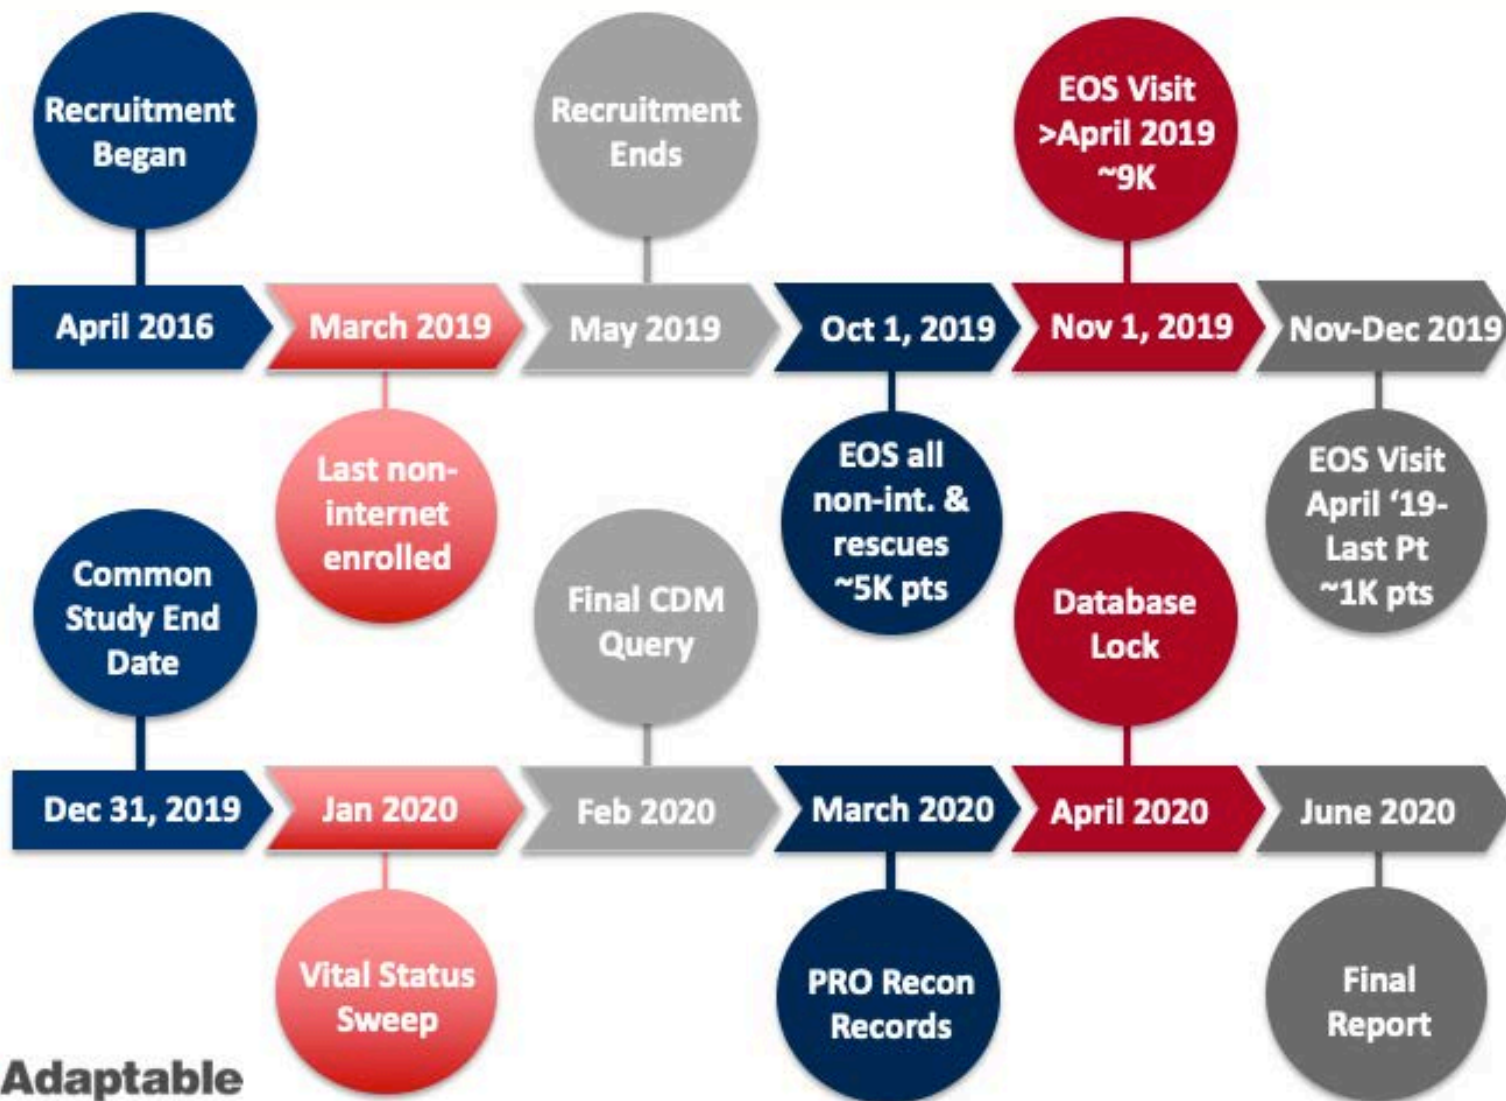 Recruitment
Began
Recruitment
Ends
EOS Visit
>April 2019
~9K
April 2016
March 2019
May 2019
Oct 1, 2019
Nov 1, 2019
Nov-Dec 2019
Last non-
internet
enrolled
EOS all
non-int. &
rescues
~5K pts
EOS Visit
April ‘19-
Last Pt
~1K pts
Common
Study End
Date
Final CDM
Query
Database
Lock
Dec 31, 2019
Jan 2020
Feb 2020
March 2020
April 2020
June 2020
Vital Status
Sweep
PRO Recon
Records
Final
Report
Adaptable